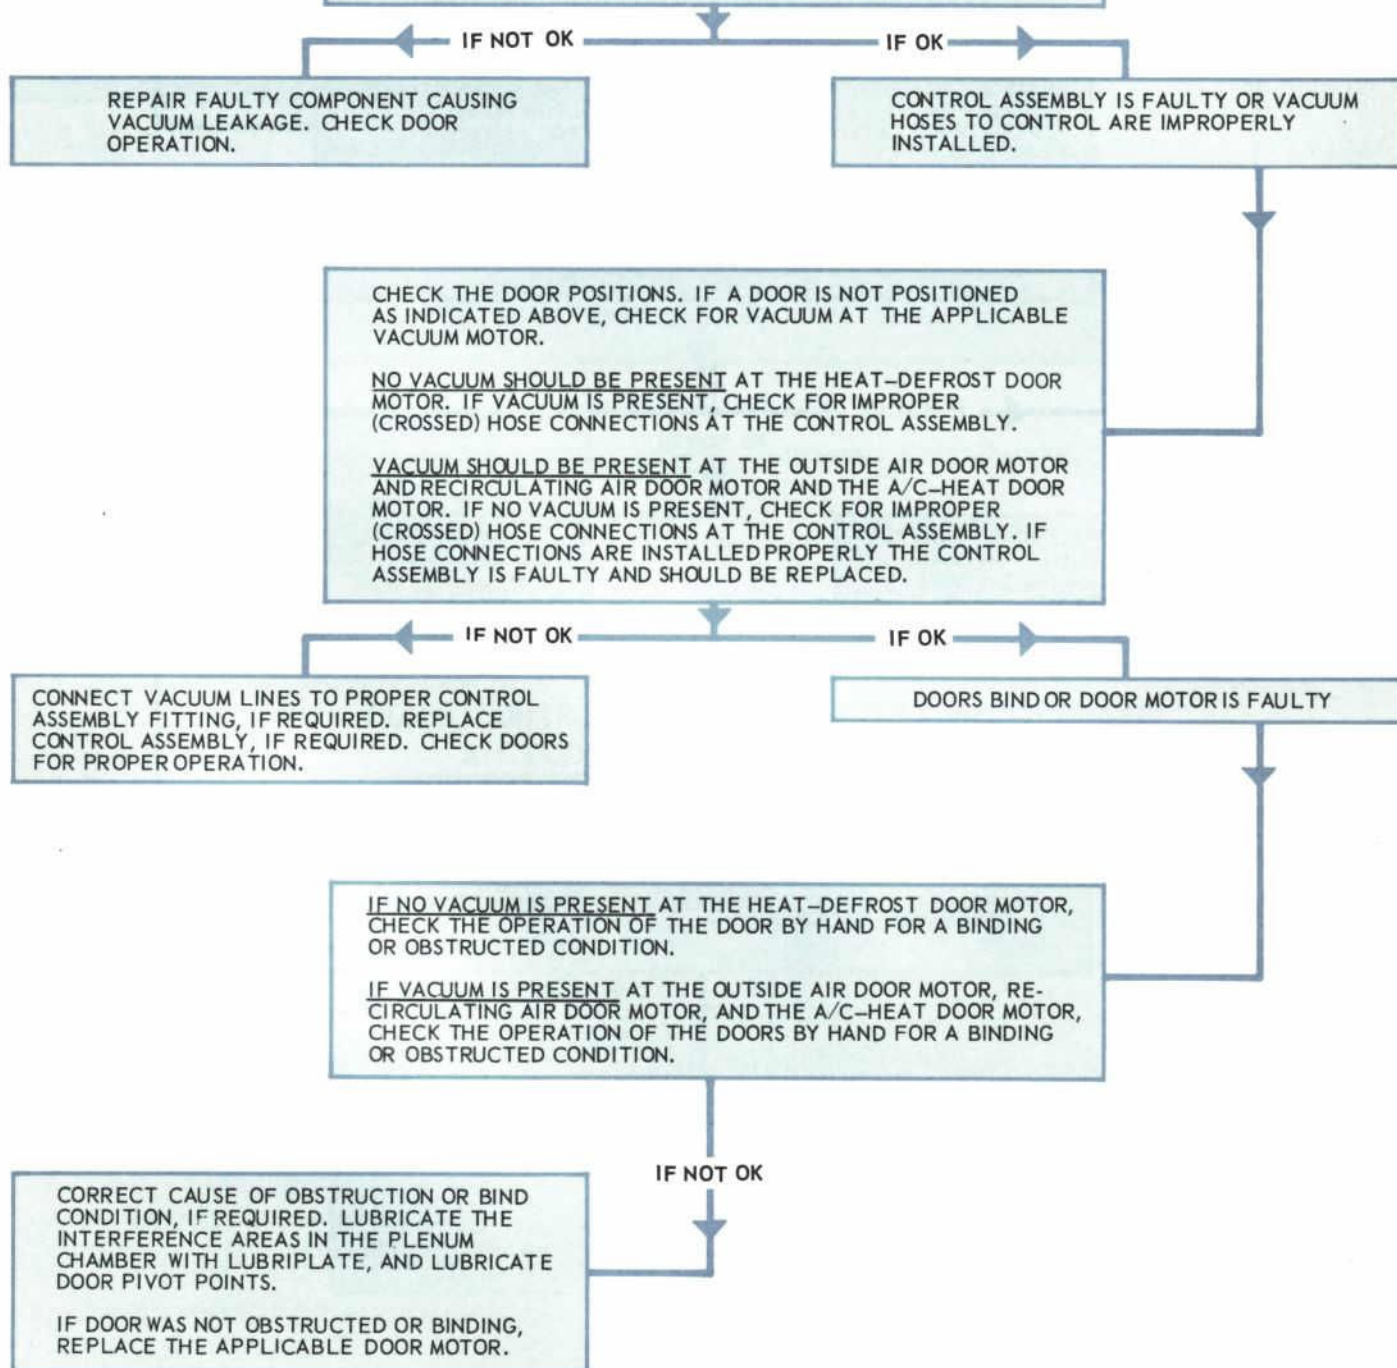 IF NOT OK
IF OK
REPAIR FAULTY COMPONENT CAUSING
VACUUM LEAKAGE. CHECK DOOR
OPERATION.
CONTROL ASSEMBLY IS FAULTY OR VACUUM
HOSES TO CONTROL ARE IMPROPERLY
INSTALLED.
CHECK THE DOOR POSITIONS. IF A DOOR IS NOT POSITIONED
AS INDICATED ABOVE, CHECK FOR VACUUM AT THE APPLICABLE
VACUUM MOTOR.
NO VACUUM SHOULD BE PRESENT AT THE HEAT-DEFROST DOOR
MOTOR. IF VACUUM IS PRESENT, CHECK FOR IMPROPER
(CROSSED) HOSE CONNECTIONS AT THE CONTROL ASSEMBLY.
VACUUM SHOULD BE PRESENT AT THE OUTSIDE AIR DOOR MOTOR
AND RECIRCULATING AIR DOOR MOTOR AND THE A/C-HEAT DOOR
MOTOR. IF NO VACUUM IS PRESENT, CHECK FOR IMPROPER
(CROSSED) HOSE CONNECTIONS AT THE CONTROL ASSEMBLY. IF
HOSE CONNECTIONS ARE INSTALLED PROPERLY THE CONTROL
ASSEMBLY IS FAULTY AND SHOULD BE REPLACED.
IF NOT OK
IF OK
CONNECT VACUUM LINES TO PROPER CONTROL
ASSEMBLY FITTING, IF REQUIRED. REPLACE
CONTROL ASSEMBLY, IF REQUIRED. CHECK DOORS
FOR PROPER OPERATION.
DOORS BIND OR DOOR MOTOR IS FAULTY
IF NO VACUUM IS PRESENT AT THE HEAT-DEFROST DOOR MOTOR,
CHECK THE OPERATION OF THE DOOR BY HAND FOR A BINDING
OR OBSTRUCTED CONDITION.
IF VACUUM IS PRESENT AT THE OUTSIDE AIR DOOR MOTOR, RE-
CIRCULATING AIR DOOR MOTOR, AND THE A/C-HEAT DOOR MOTOR,
CHECK THE OPERATION OF THE DOORS BY HAND FOR A BINDING
OR OBSTRUCTED CONDITION.
IF NOT OK
CORRECT CAUSE OF OBSTRUCTION OR BIND
CONDITION, IF REQUIRED. LUBRICATE THE
INTERFERENCE AREAS IN THE PLENUM
CHAMBER WITH LUBRIPLATE, AND LUBRICATE
DOOR PIVOT POINTS.
IF DOOR WAS NOT OBSTRUCTED OR BINDING,
REPLACE THE APPLICABLE DOOR MOTOR.